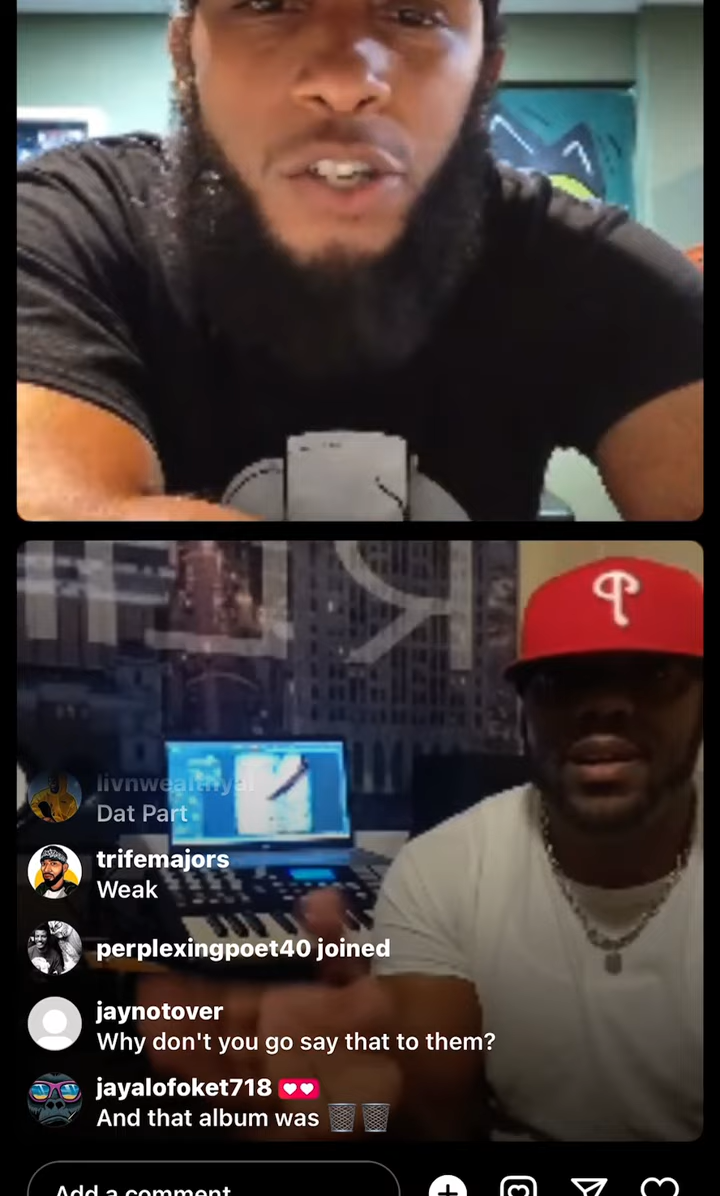 livnwealthyal
Dat Part
trifemajors
Weak
perplexingpoet40 joined
jaynotover
Why don't you go say that to them?
jayalofoket718
And that album was 🗑️🗑️
Add a comment